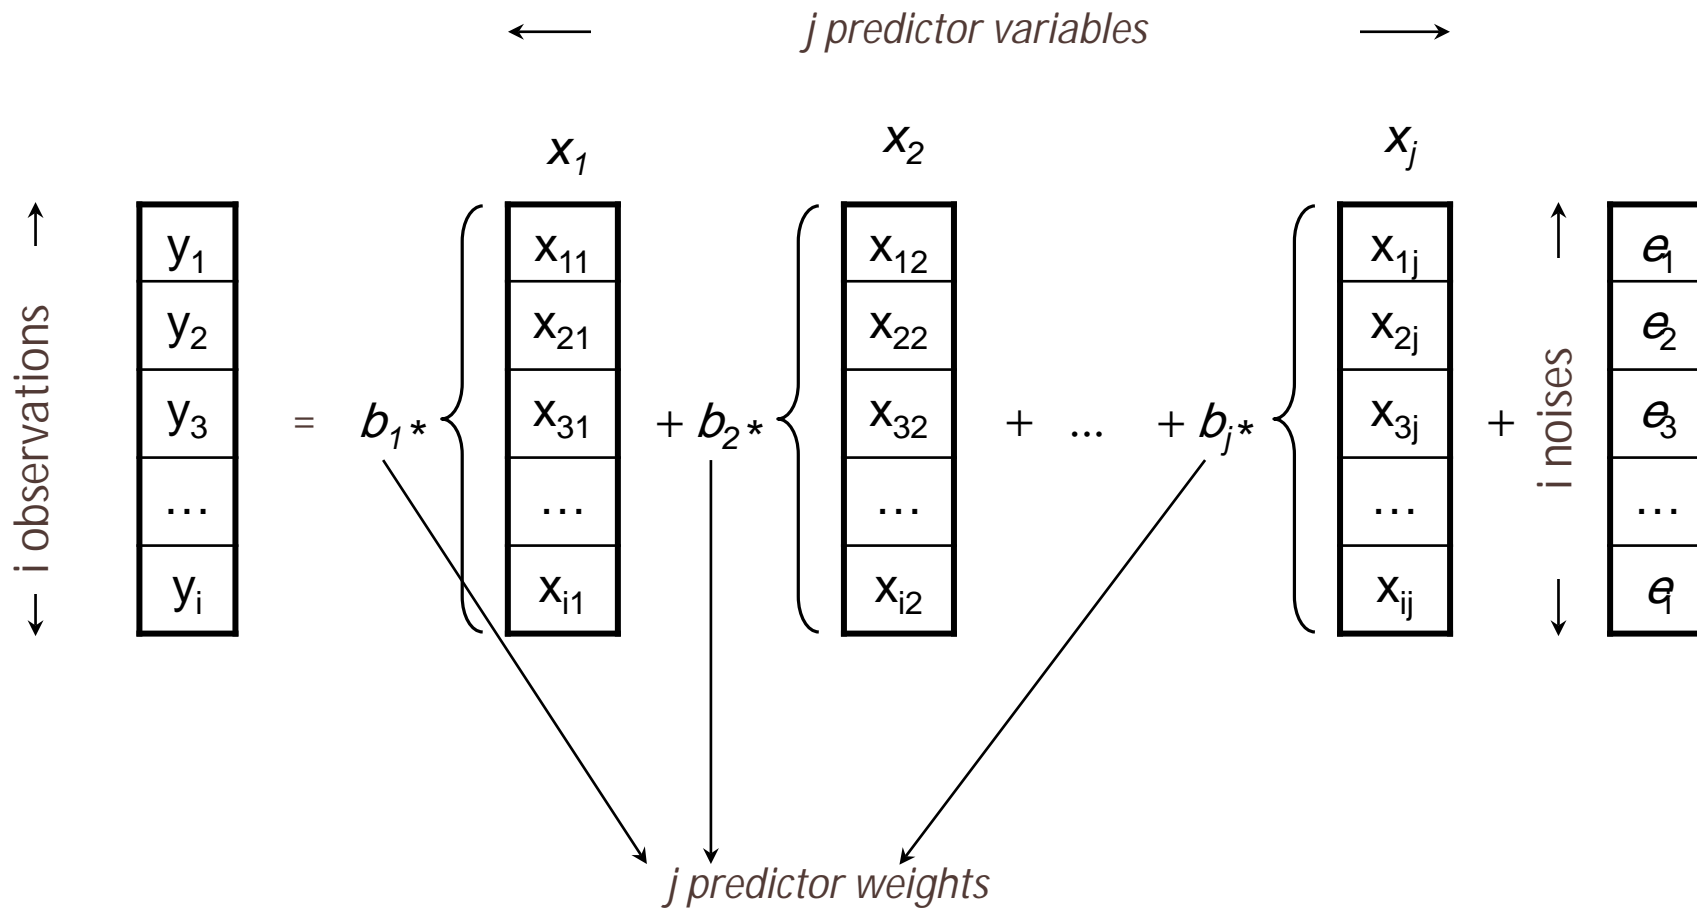 j predictor variables
x1 x2 xj
y1 x11 x12 x1j e1
y2 x21 x22 x2j e2
y3 = b1* x31 + b2* x32 + ... + bj* x3j + e3
... ... ... ... ...
yi xi1 xi2 xij ei
i observations
i noises
j predictor weights